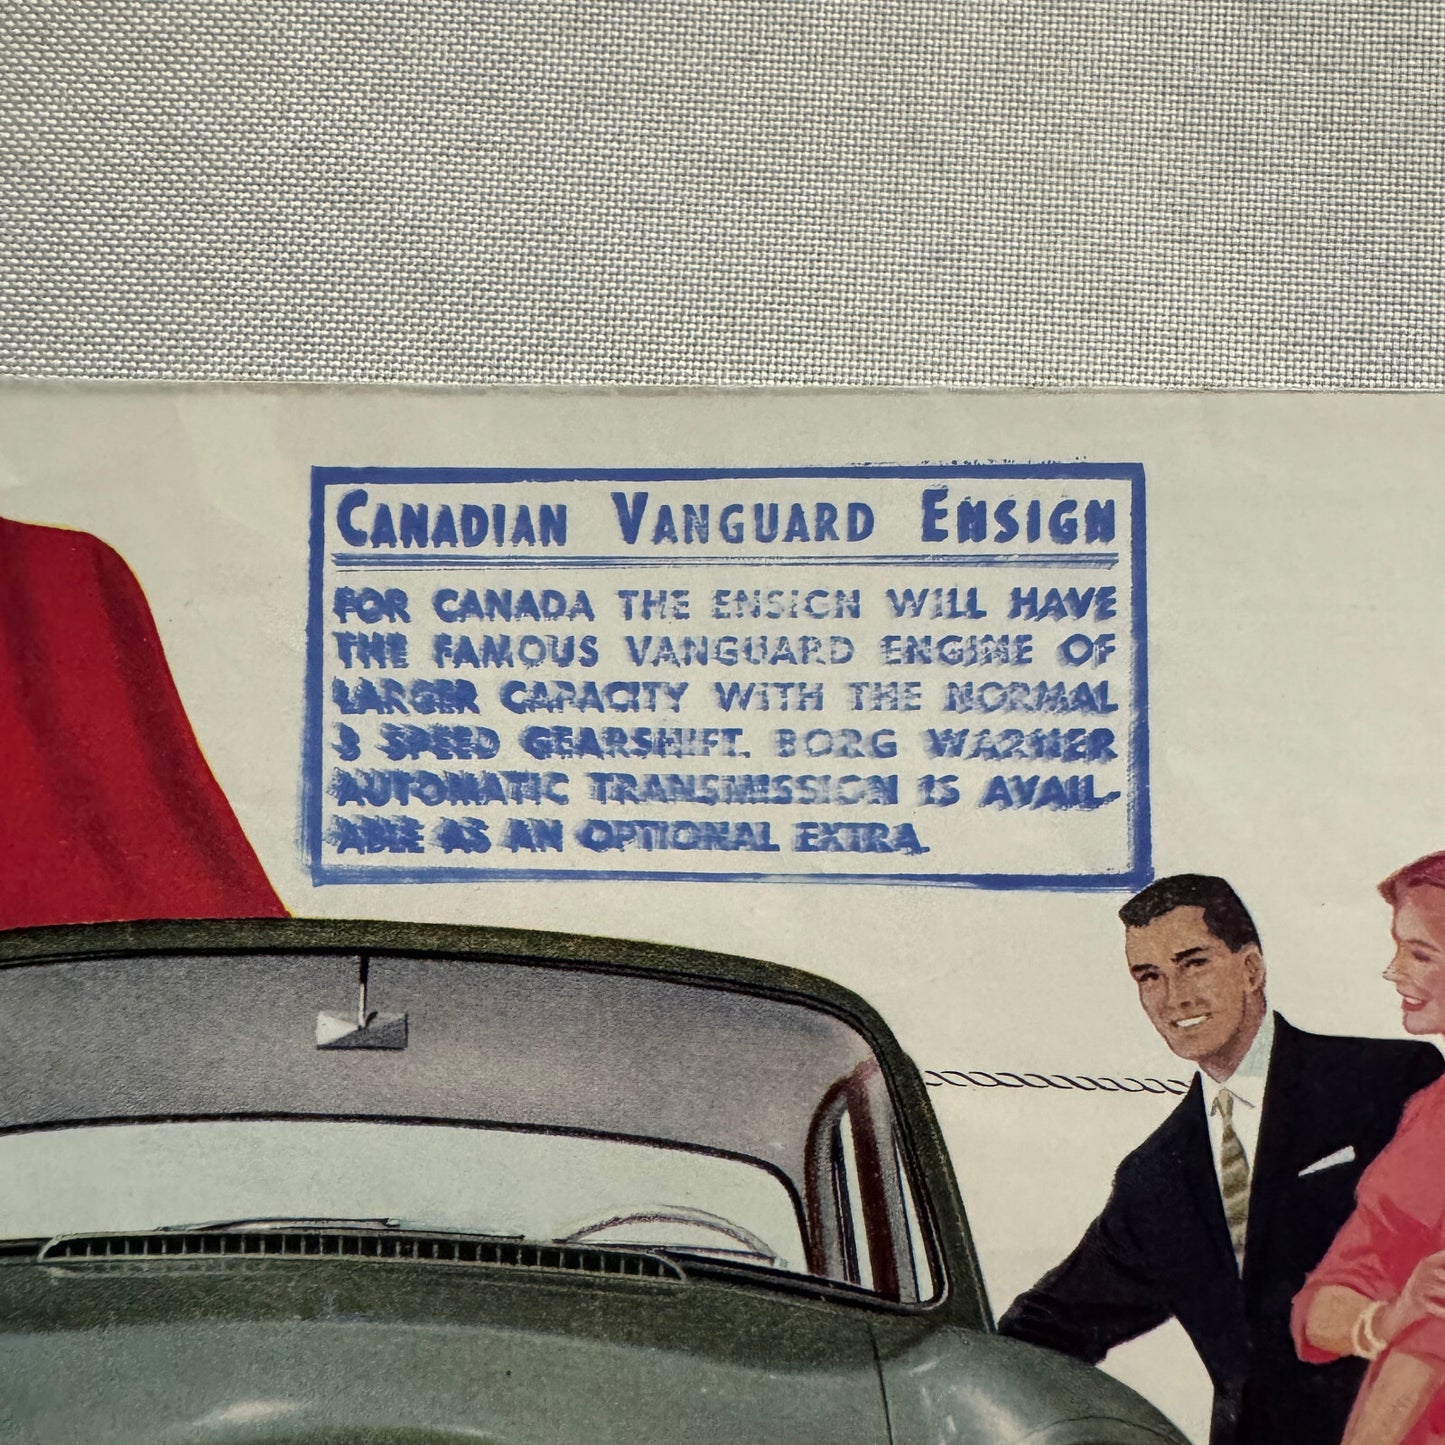 CANADIAN VANGUARD ENSIGN
FOR CANADA THE ENSIGN WILL HAVE
THE FAMOUS VANGUARD ENGINE OF
LARGER CAPACITY WITH THE NORMAL
3 SPEED GEARSHIFT. BORG WARNER
AUTOMATIC TRANSMISSION IS AVAIL-
ABLE AS AN OPTIONAL EXTRA.